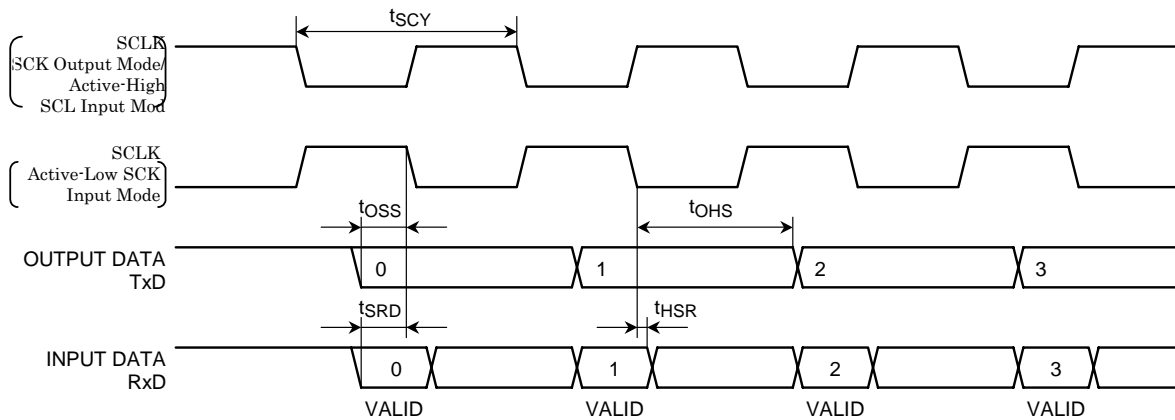 tSCY
SCLK
SCK Output Mode/
Active-High
SCL Input Mod
SCLK
Active-Low SCK
Input Mode
tOSS
tOHS
OUTPUT DATA
TxD
0
1
2
3
tSRD
tHSR
INPUT DATA
RxD
0
1
2
3
VALID
VALID
VALID
VALID